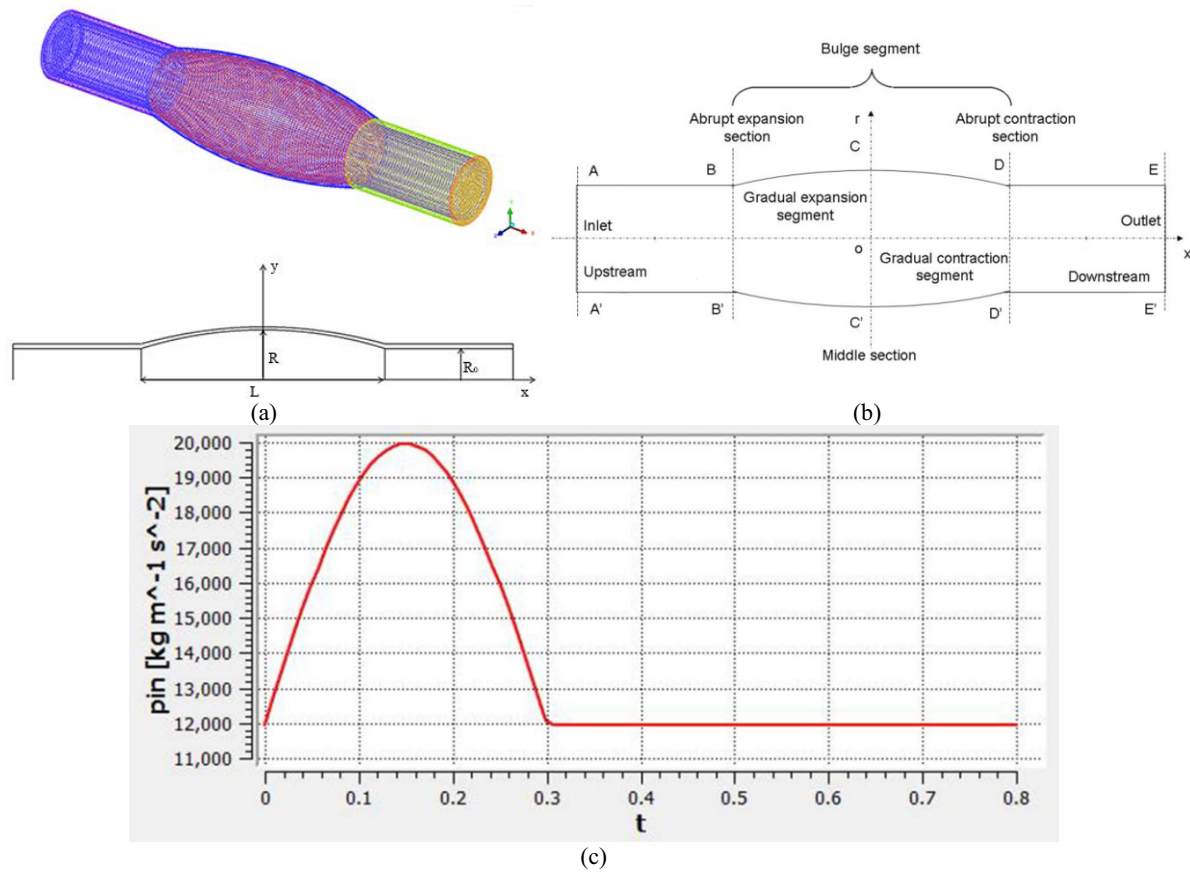 y
R
R₀
L
x
(a)
Bulge segment
Abrupt expansion
section
r
Abrupt contraction
section
C
A
B
D
E
Gradual expansion
segment
Inlet
Outlet
o
x
Gradual contraction
segment
Upstream
Downstream
A'
B'
C'
D'
E'
Middle section
(b)
pin [kg m^-1 s^-2]
20,000
19,000
18,000
17,000
16,000
15,000
14,000
13,000
12,000
11,000
0
0.1
0.2
0.3
0.4
0.5
0.6
0.7
0.8
t
(c)